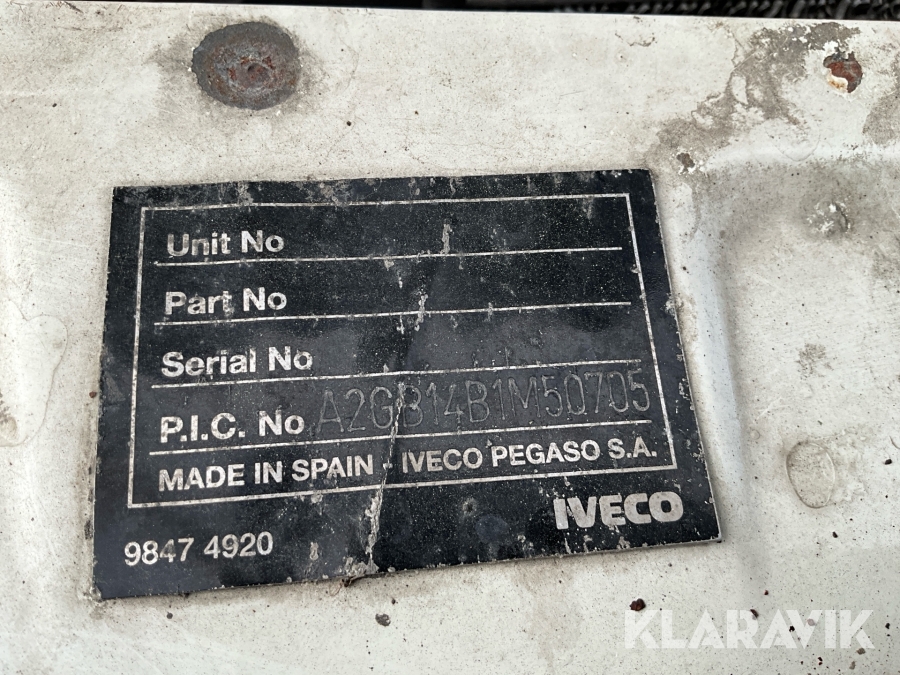 Unit No
Part No
Serial No
P.I.C. No A2GB14B1M50705
MADE IN SPAIN - IVECO PEGASO S.A.
IVECO
9847 4920
KLARAVIK